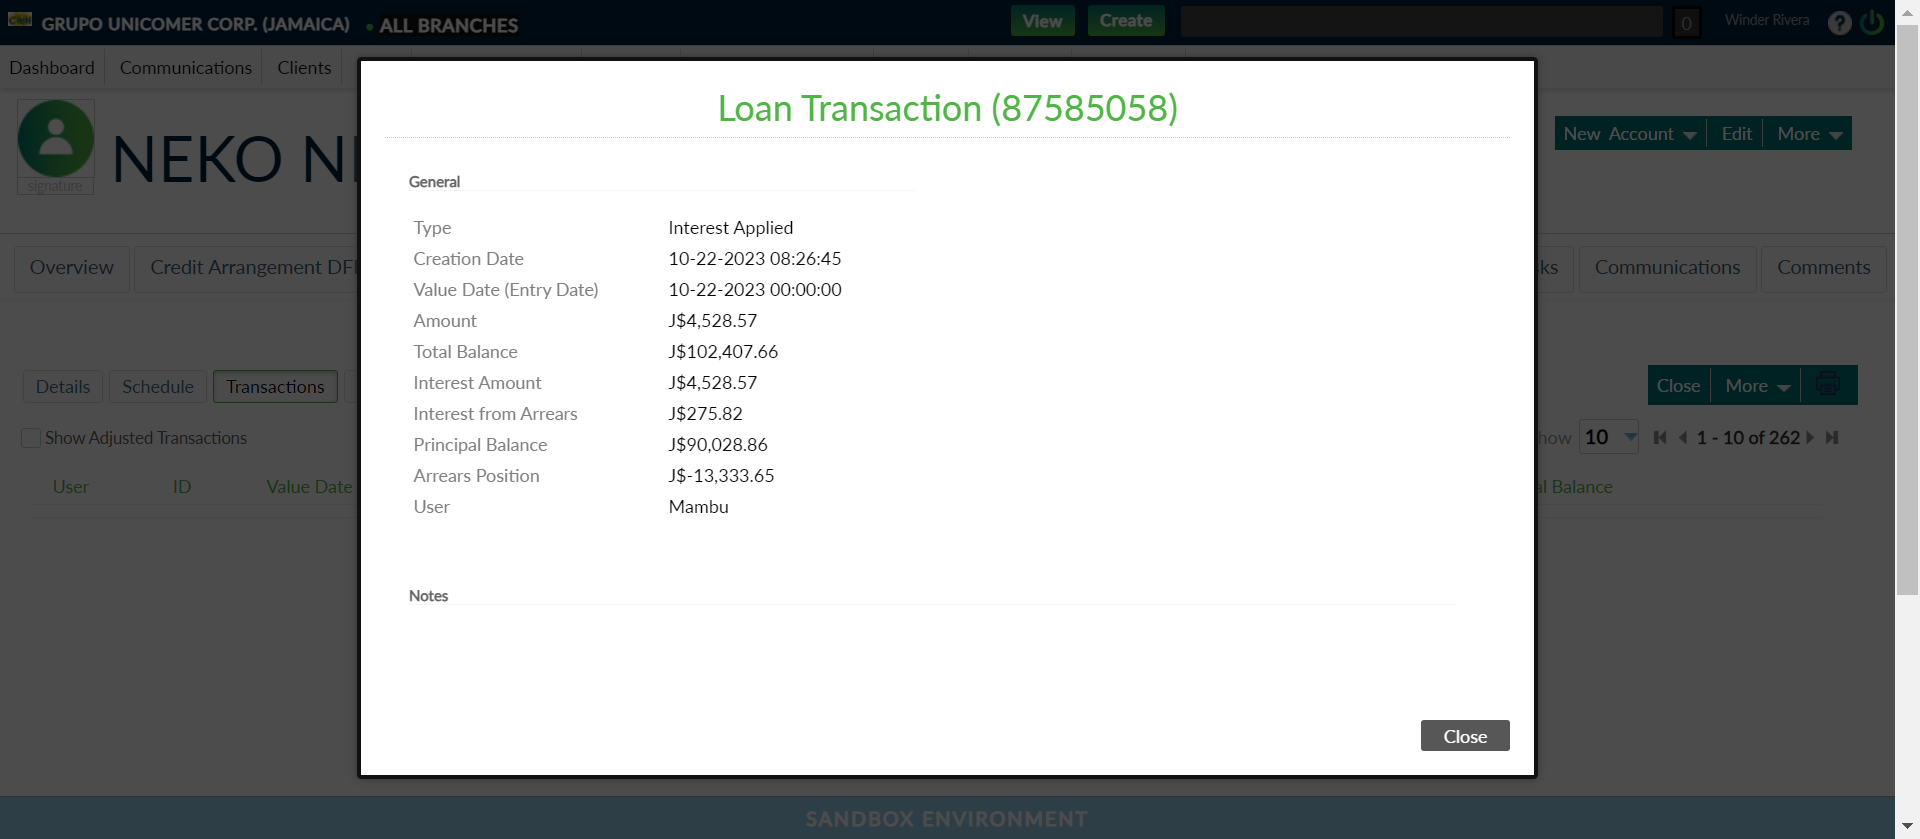 GRUPO UNICOMER CORP. (JAMAICA) • ALL BRANCHES View Create 0 Winder Rivera ?
Dashboard Communications Clients
Loan Transaction (87585058)
signature
NEKO
New Account Edit More
General
Type Interest Applied
Creation Date 10-22-2023 08:26:45
Overview Credit Arrangement Communications Comments
Value Date (Entry Date) 10-22-2023 00:00:00
Amount J$4,528.57
Total Balance J$102,407.66
Interest Amount J$4,528.57
Details Schedule Transactions Close More
Interest from Arrears J$275.82
Show Adjusted Transactions 10 1 - 10 of 262
Principal Balance J$90,028.86
Arrears Position J$-13,333.65
User ID Value Date Balance
User Mambu
Notes
Close
SANDBOX ENVIRONMENT